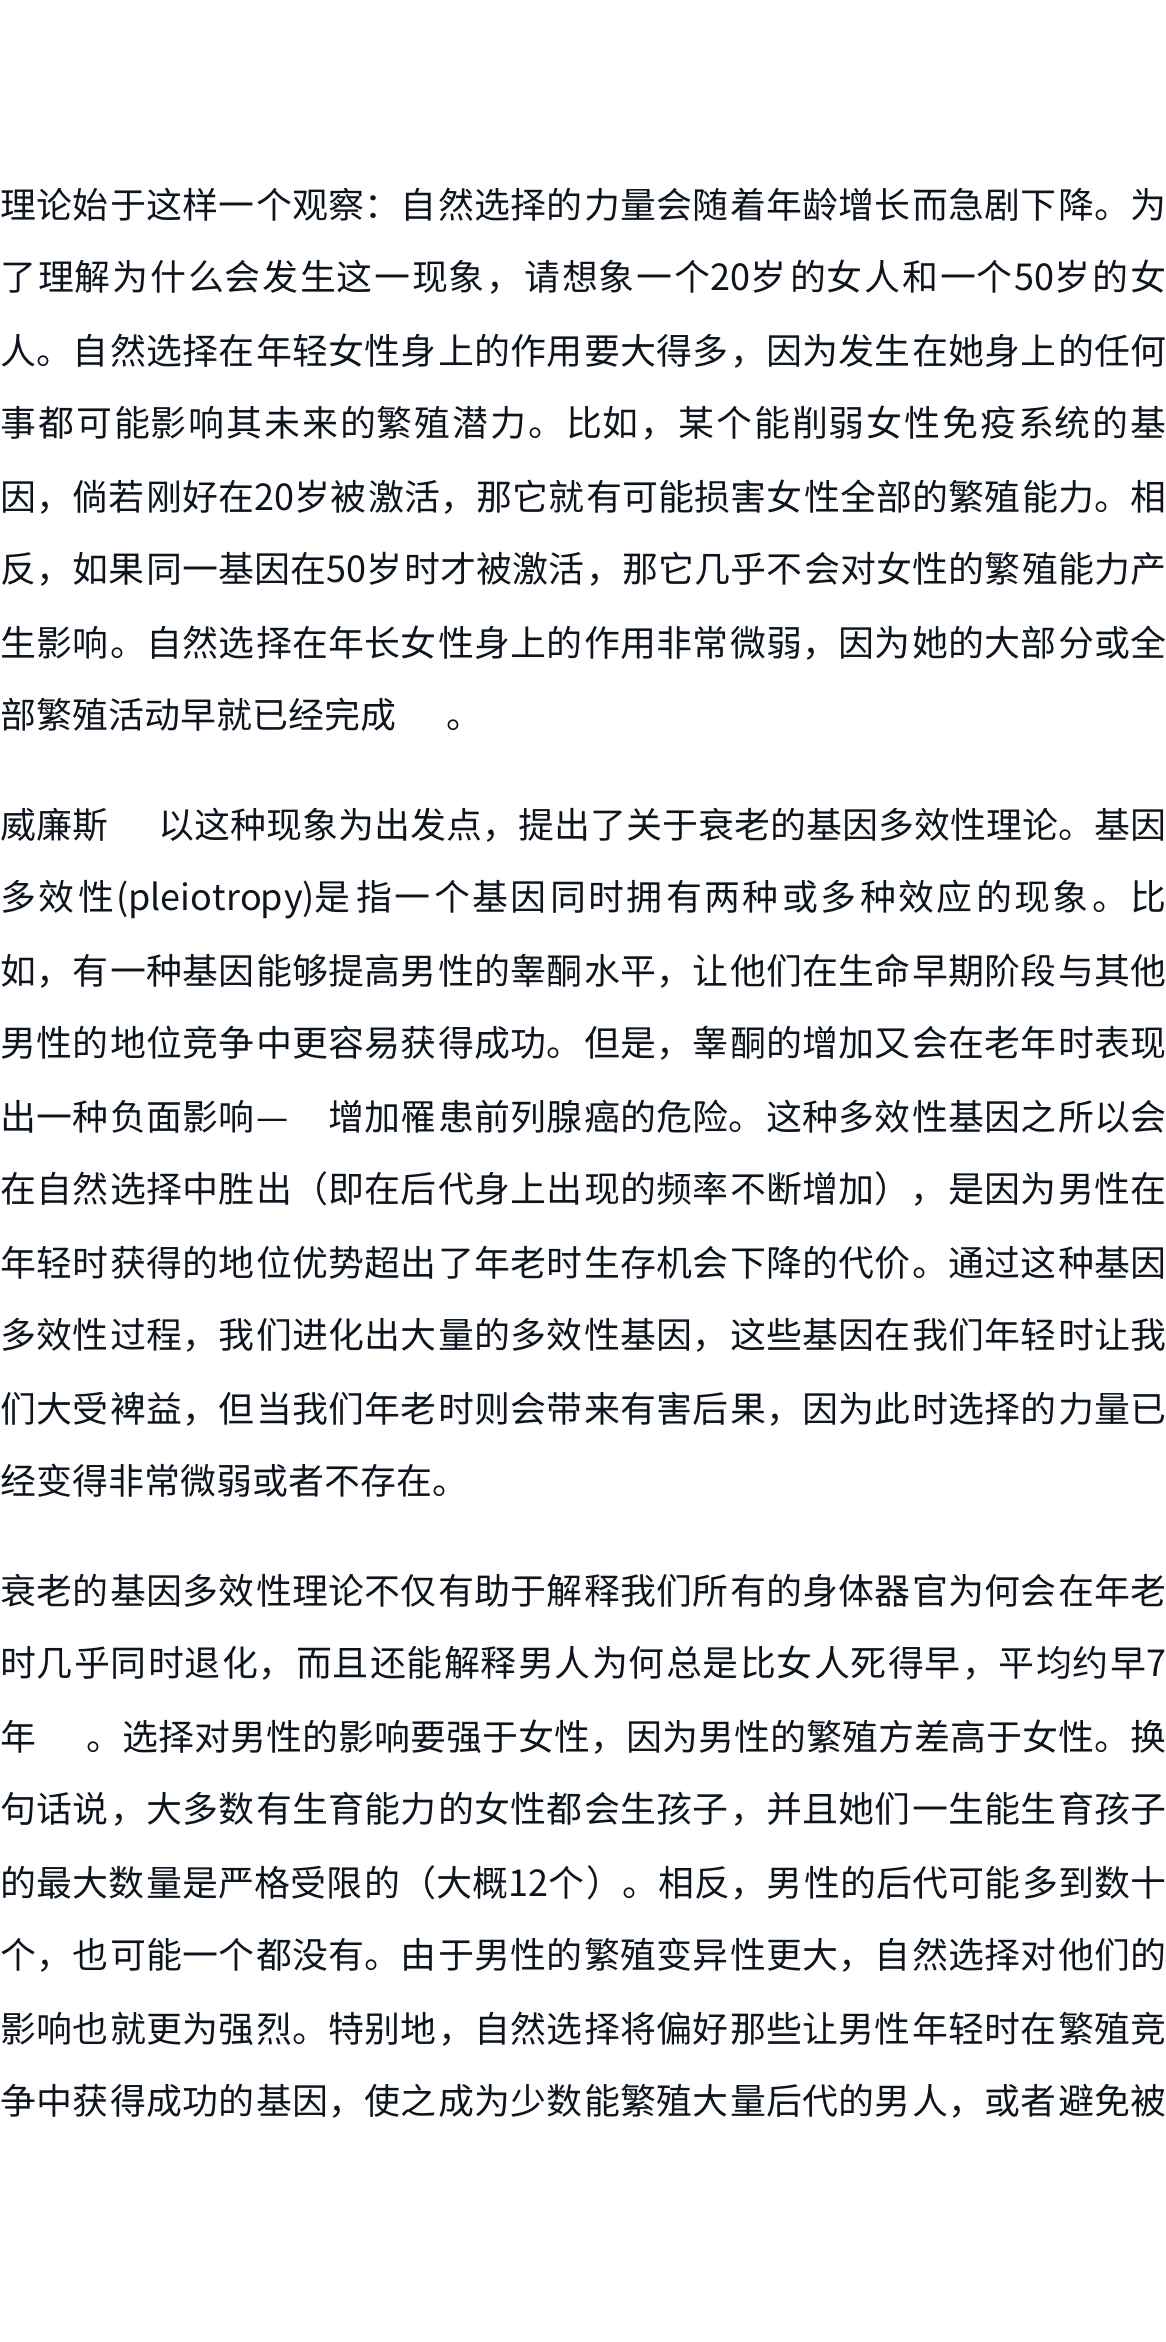 理论始于这样一个观察：自然选择的力量会随着年龄增长而急剧下降。为
了理解为什么会发生这一现象，请想象一个20岁的女人和一个50岁的女
人。自然选择在年轻女性身上的作用要大得多，因为发生在她身上的任何
事都可能影响其未来的繁殖潜力。比如，某个能削弱女性免疫系统的基
因，倘若刚好在20岁被激活，那它就有可能损害女性全部的繁殖能力。相
反，如果同一基因在50岁时才被激活，那它几乎不会对女性的繁殖能力产
生影响。自然选择在年长女性身上的作用非常微弱，因为她的大部分或全
部繁殖活动早就已经完成 。
威廉斯 以这种现象为出发点，提出了关于衰老的基因多效性理论。基因
多效性(pleiotropy)是指一个基因同时拥有两种或多种效应的现象。比
如，有一种基因能够提高男性的睾酮水平，让他们在生命早期阶段与其他
男性的地位竞争中更容易获得成功。但是，睾酮的增加又会在老年时表现
出一种负面影响— 增加罹患前列腺癌的危险。这种多效性基因之所以会
在自然选择中胜出（即在后代身上出现的频率不断增加），是因为男性在
年轻时获得的地位优势超出了年老时生存机会下降的代价。通过这种基因
多效性过程，我们进化出大量的多效性基因，这些基因在我们年轻时让我
们大受裨益，但当我们年老时则会带来有害后果，因为此时选择的力量已
经变得非常微弱或者不存在。
衰老的基因多效性理论不仅有助于解释我们所有的身体器官为何会在年老
时几乎同时退化，而且还能解释男人为何总是比女人死得早，平均约早7
年 。选择对男性的影响要强于女性，因为男性的繁殖方差高于女性。换
句话说，大多数有生育能力的女性都会生孩子，并且她们一生能生育孩子
的最大数量是严格受限的（大概12个）。相反，男性的后代可能多到数十
个，也可能一个都没有。由于男性的繁殖变异性更大，自然选择对他们的
影响也就更为强烈。特别地，自然选择将偏好那些让男性年轻时在繁殖竞
争中获得成功的基因，使之成为少数能繁殖大量后代的男人，或者避免被